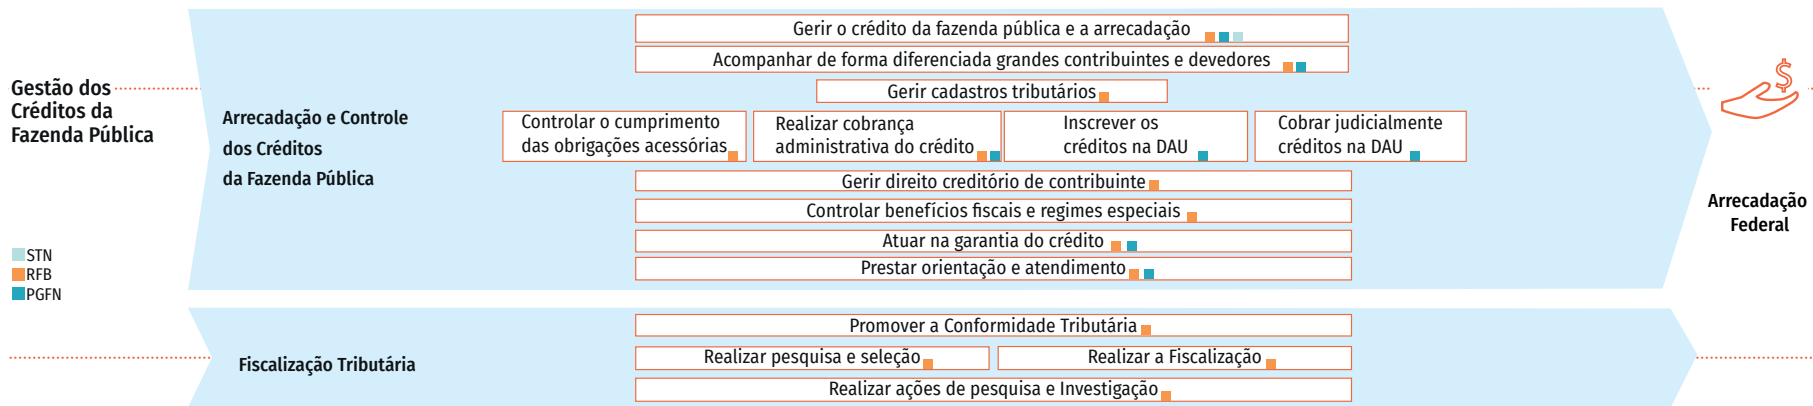 Gestão dos
Créditos da
Fazenda Pública
STN
RFB
PGFN
Arrecadação e Controle
dos Créditos
da Fazenda Pública
Gerir o crédito da fazenda pública e a arrecadação
Acompanhar de forma diferenciada grandes contribuintes e devedores
Gerir cadastros tributários
Controlar o cumprimento
das obrigações acessórias
Realizar cobrança
administrativa do crédito
Inscrever os
créditos na DAU
Cobrar judicialmente
créditos na DAU
Gerir direito creditório de contribuinte
Controlar benefícios fiscais e regimes especiais
Atuar na garantia do crédito
Prestar orientação e atendimento
Fiscalização Tributária
Promover a Conformidade Tributária
Realizar pesquisa e seleção
Realizar a Fiscalização
Realizar ações de pesquisa e Investigação
$
Arrecadação
Federal